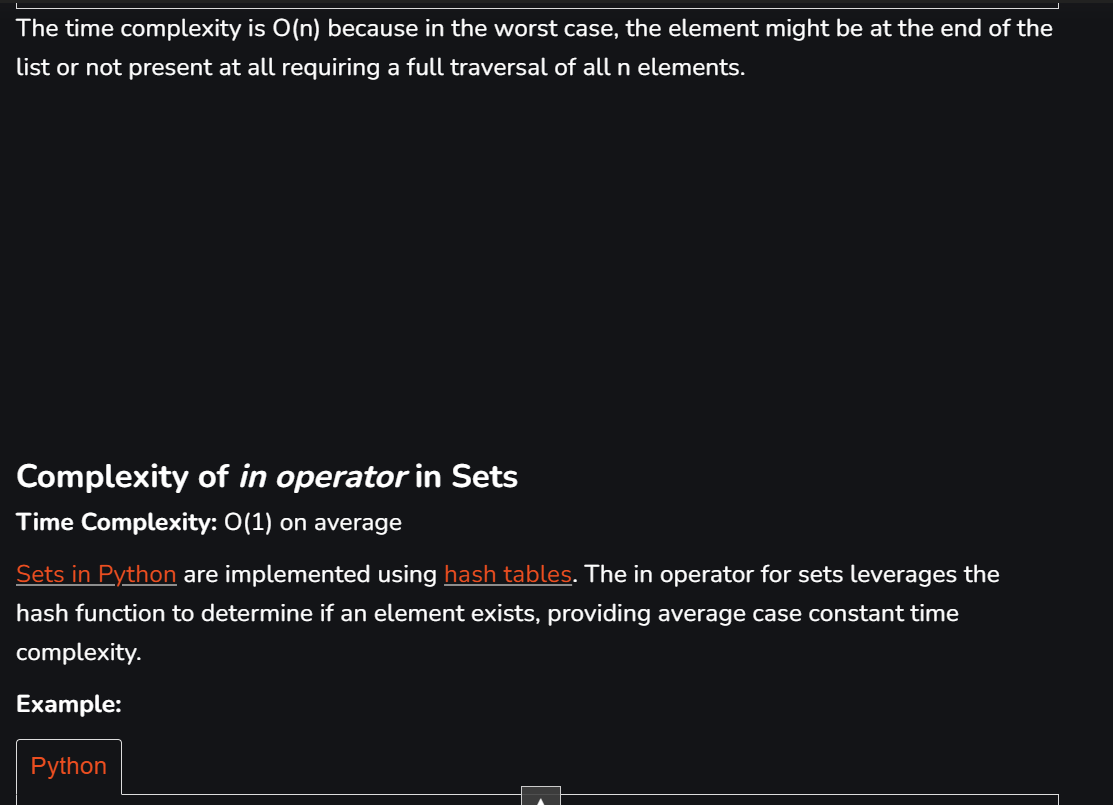 The time complexity is O(n) because in the worst case, the element might be at the end of the
list or not present at all requiring a full traversal of all n elements.
Complexity of in operator in Sets
Time Complexity: O(1) on average
Sets in Python are implemented using hash tables. The in operator for sets leverages the
hash function to determine if an element exists, providing average case constant time
complexity.
Example:
Python